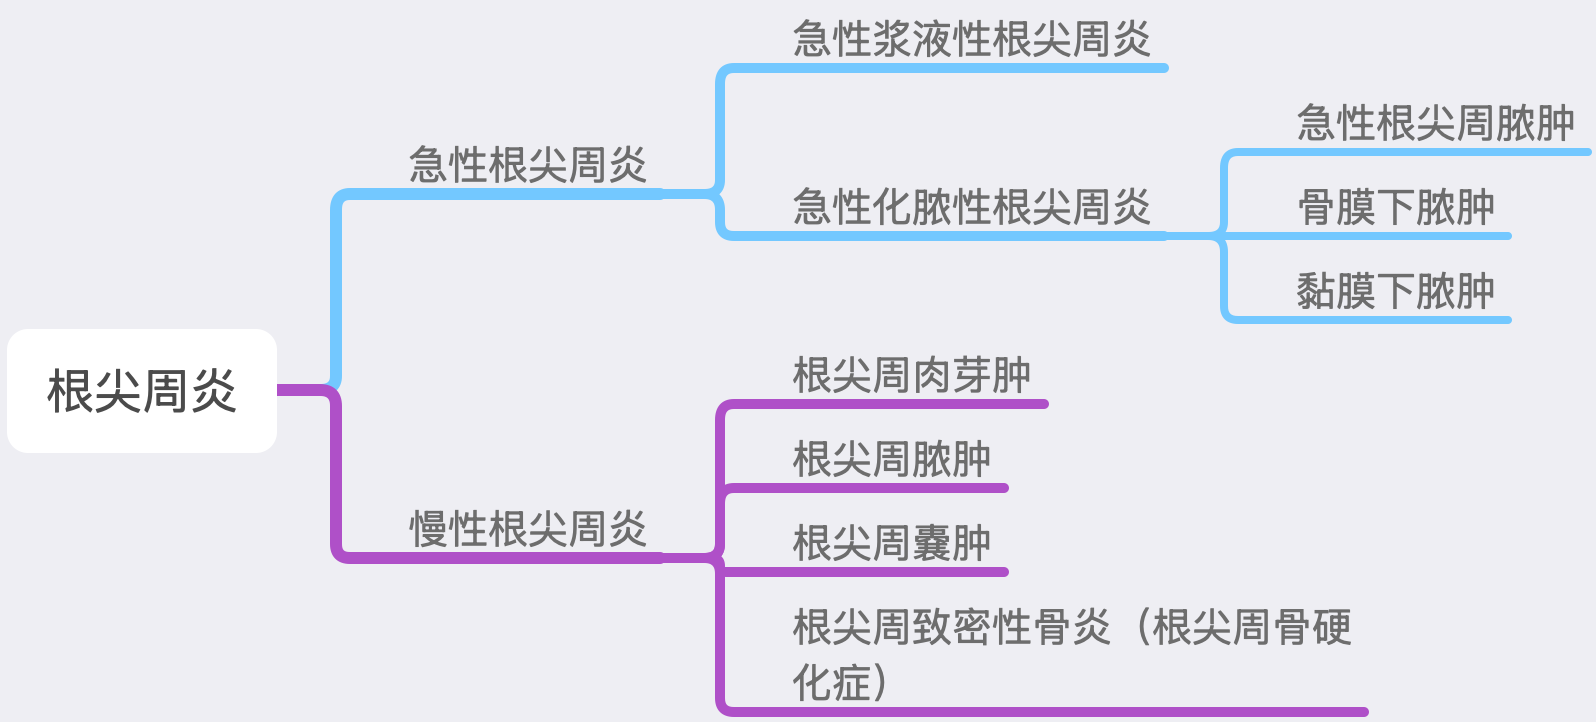 根尖周炎
急性根尖周炎
急性浆液性根尖周炎
急性化脓性根尖周炎
急性根尖周脓肿
骨膜下脓肿
黏膜下脓肿
慢性根尖周炎
根尖周肉芽肿
根尖周脓肿
根尖周囊肿
根尖周致密性骨炎（根尖周骨硬
化症）